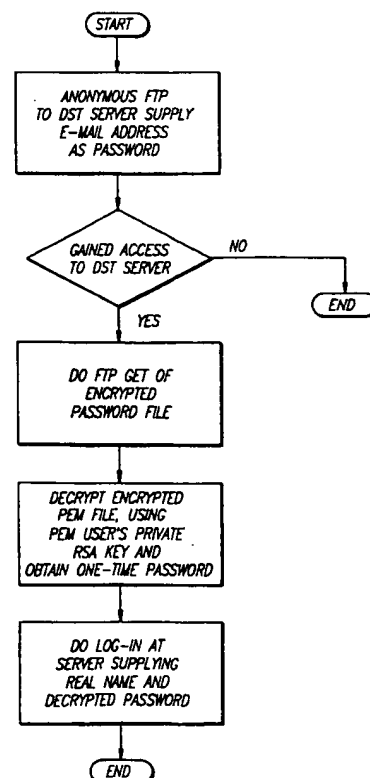 START
ANONYMOUS FTP
TO DST SERVER SUPPLY
E-MAIL ADDRESS
AS PASSWORD
GAINED ACCESS
TO DST SERVER
NO
END
YES
DO FTP GET OF
ENCRYPTED
PASSWORD FILE
DECRYPT ENCRYPTED
PEM FILE, USING
PEM USER'S PRIVATE
RSA KEY AND
OBTAIN ONE-TIME PASSWORD
DO LOG-IN AT
SERVER SUPPLYING
REAL NAME AND
DECRYPTED PASSWORD
END